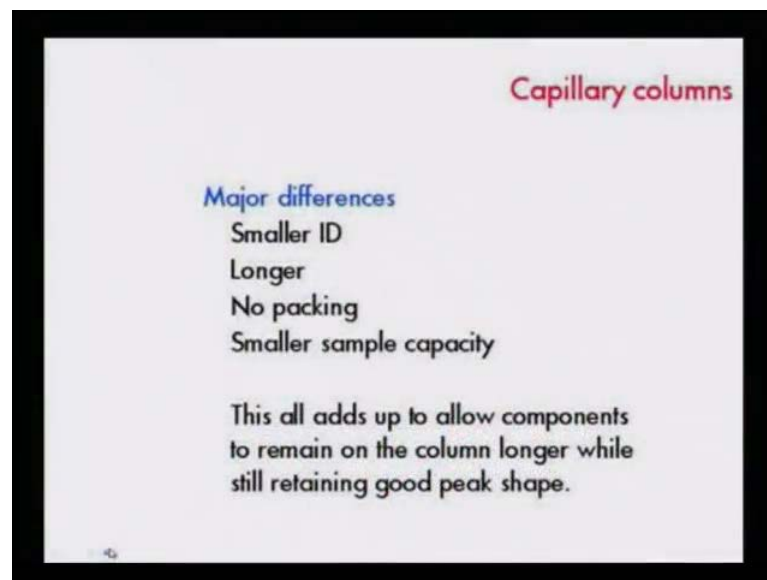 Capillary columns
Major differences
Smaller ID
Longer
No packing
Smaller sample capacity
This all adds up to allow components
to remain on the column longer while
still retaining good peak shape.